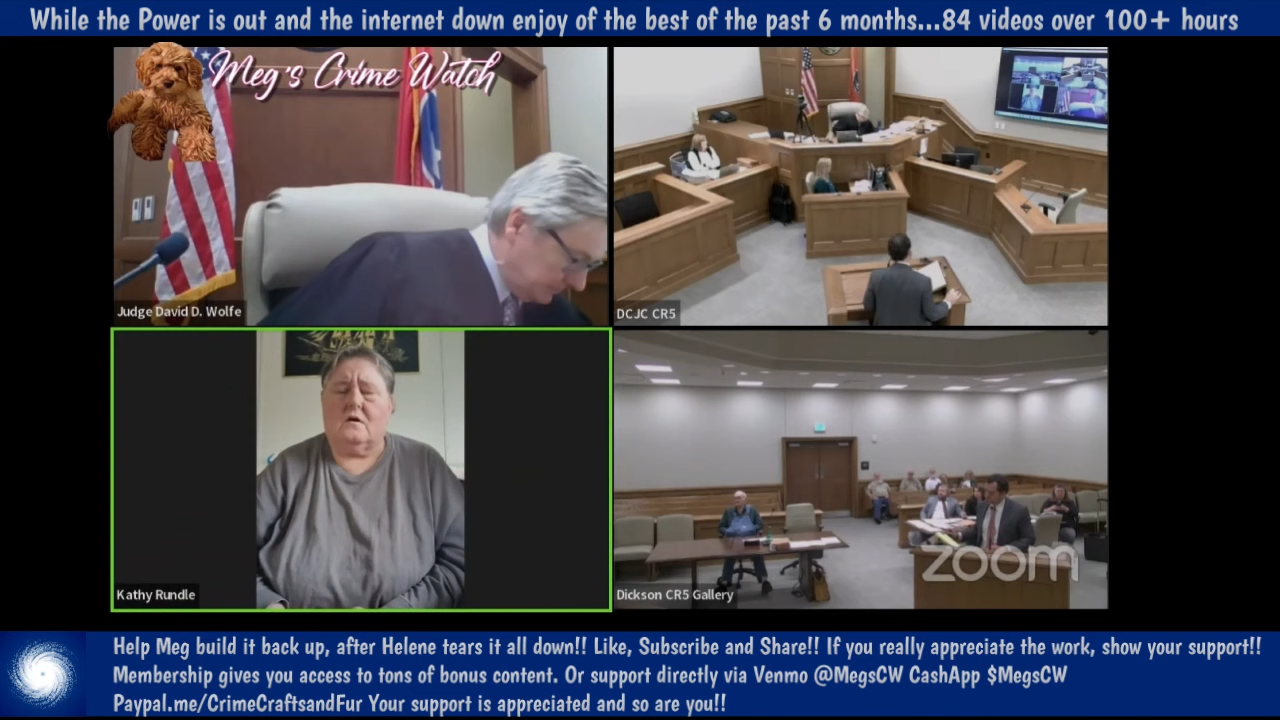 While the Power is out and the internet down enjoy of the best of the past 6 months...84 videos over 100+ hours
Meg's Crime Watch
Judge David D. Wolfe
DCJC CR5
Kathy Rundle
Dickson CR5 Gallery
zoom
Help Meg build it back up, after Helene tears it all down!! Like, Subscribe and Share!! If you really appreciate the work, show your support!!
Membership gives you access to tons of bonus content. Or support directly via Venmo @MegsCW CashApp $MegsCW
Paypal.me/CrimeCraftsandFur Your support is appreciated and so are you!!